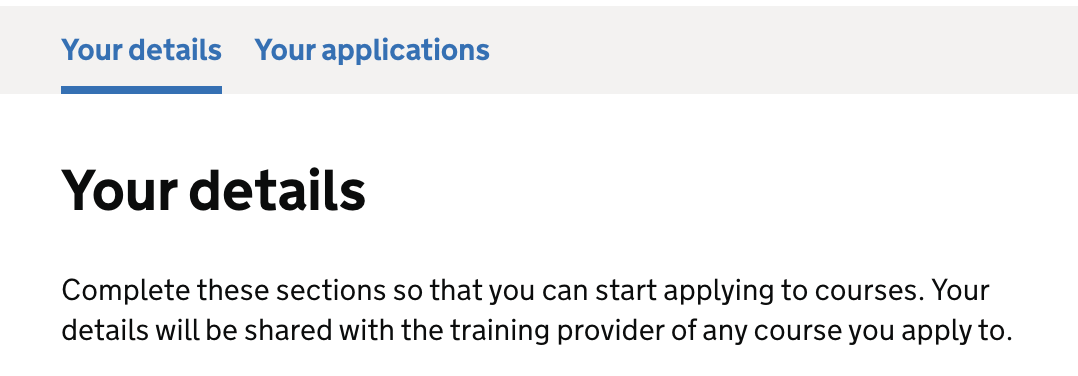 Your details Your applications
Your details
Complete these sections so that you can start applying to courses. Your
details will be shared with the training provider of any course you apply to.